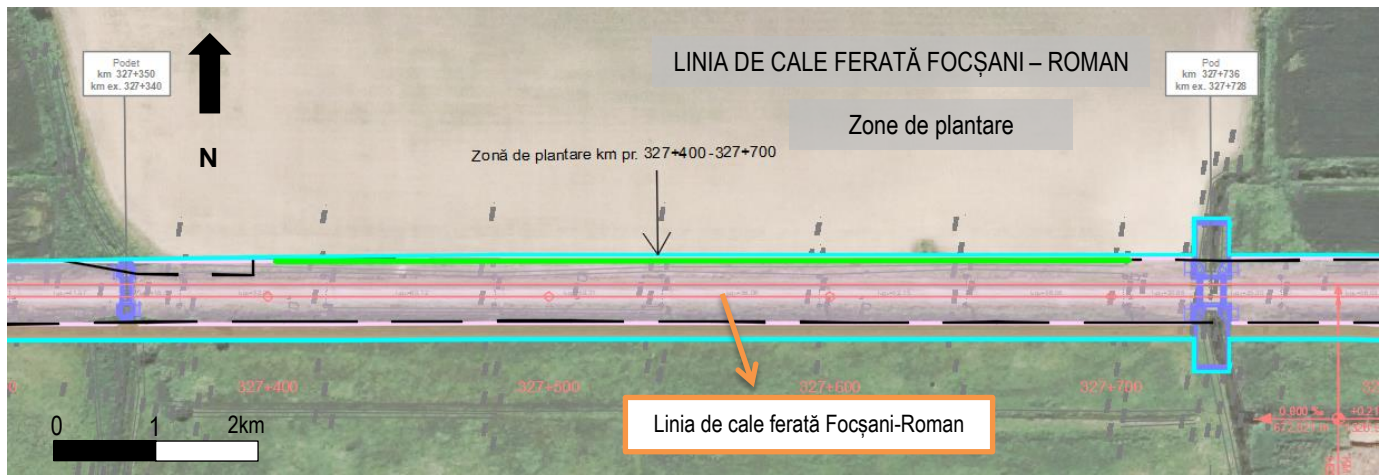 Podet
km 327+350
km ex. 327+340
N
LINIA DE CALE FERATĂ FOCȘANI – ROMAN
Zone de plantare
Pod
km 327+736
km ex. 327+728
Zonă de plantare km pr. 327+400-327+700
327+400
327+500
327+600
327+700
0 1 2km
Linia de cale ferată Focșani-Roman